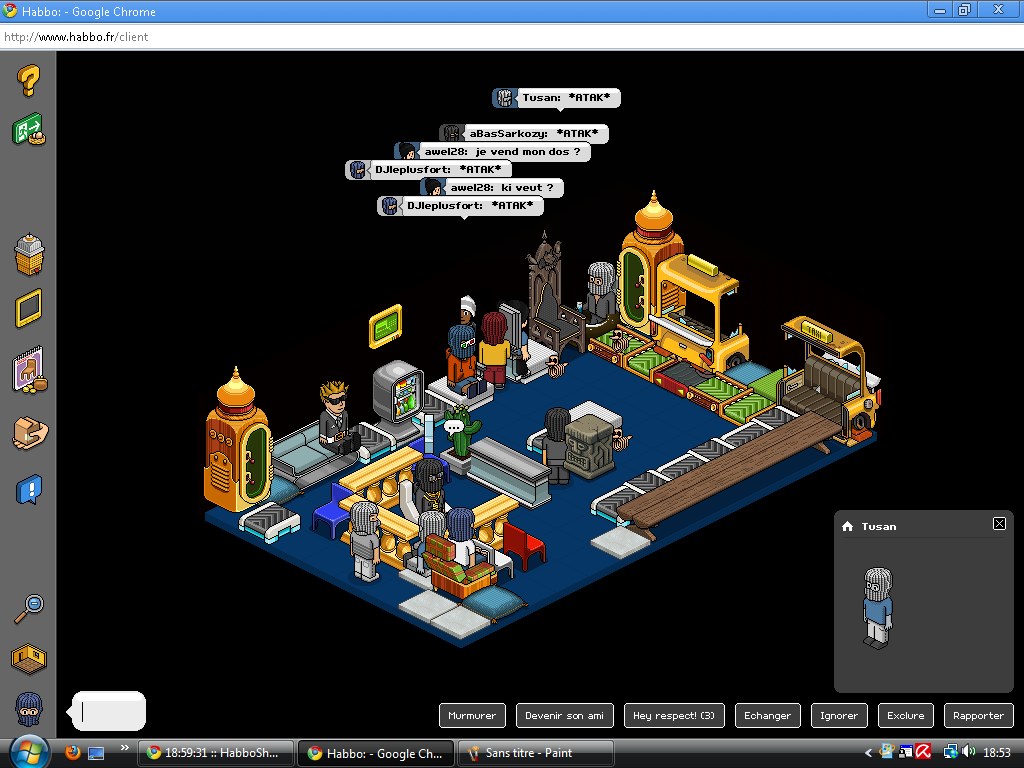 Habbo: - Google Chrome
http://www.habbo.fr/client
Tusan: *ATAK*
aBasSarkozy: *ATAK*
awel28: je vend mon dos ?
DJleplusfort: *ATAK*
awel28: ki veut ?
DJleplusfort: *ATAK*
TAXI
Tusan
Murmurer
Devenir son ami
Hey respect! (3)
Echanger
Ignorer
Exclure
Rapporter
18:59:31 :: HabboSh...
Habbo: - Google Ch...
Sans titre - Paint
18:53